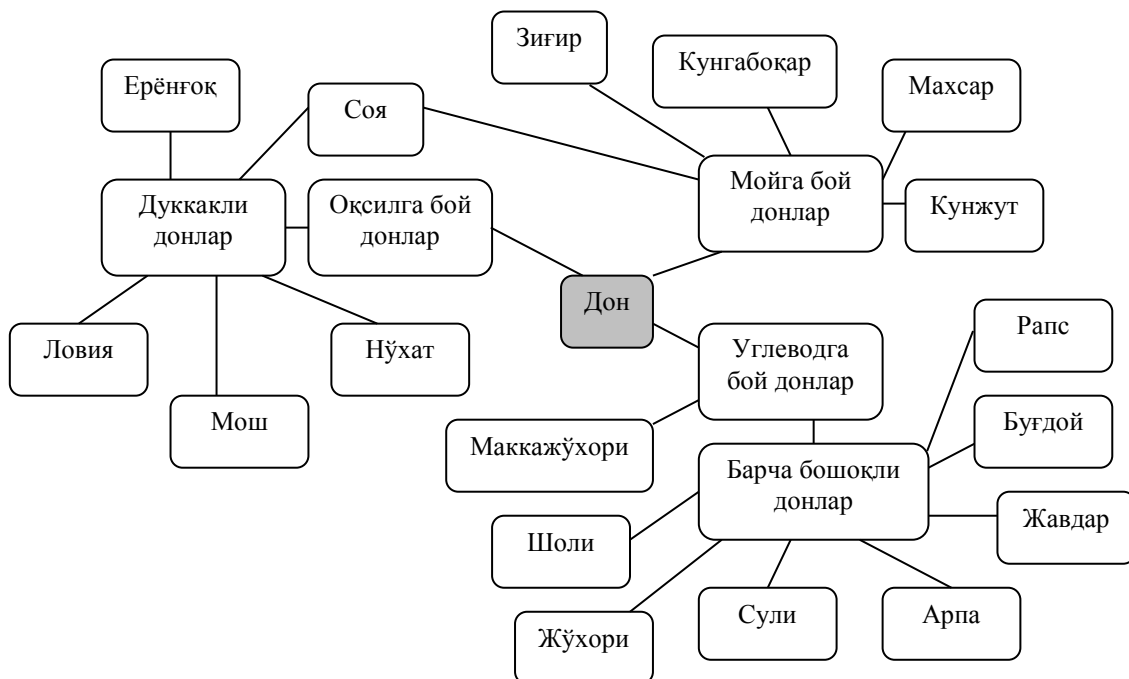 Зиғир
Кунгабоқар
Махсар
Ерёнғоқ
Соя
Мойга бой
донлар
Дуккакли
донлар
Оқсилга бой
донлар
Кунжут
Дон
Рапс
Ловия
Нўхат
Углеводга
бой донлар
Мош
Буғдой
Маккажўхори
Барча бошоқли
донлар
Шоли
Жавдар
Жўхори
Сули
Арпа